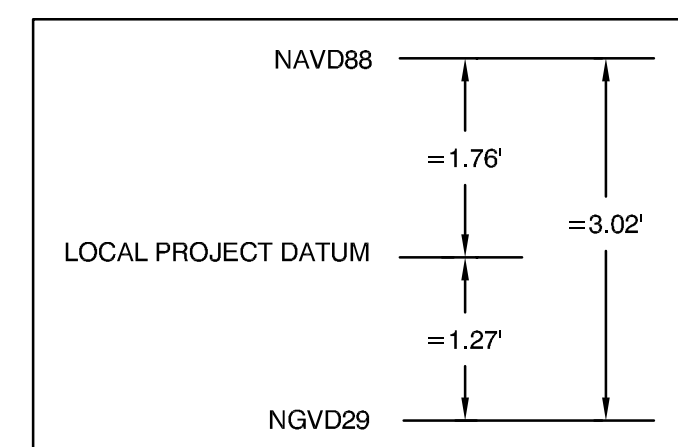 NAVD88
=1.76'
=3.02'
LOCAL PROJECT DATUM
=1.27'
NGVD29